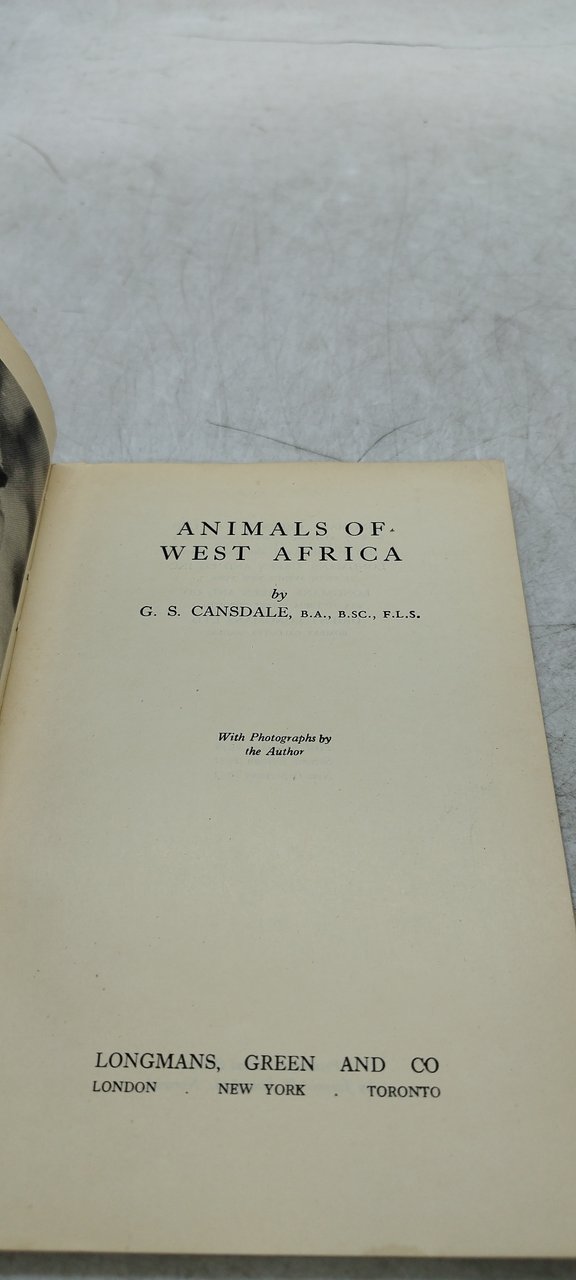 ANIMALS OF
WEST AFRICA
by
G. S. CANSDALE, B.A., B.SC., F.L.S.
With Photographs by
the Author
LONGMANS, GREEN AND CO
LONDON . NEW YORK . TORONTO